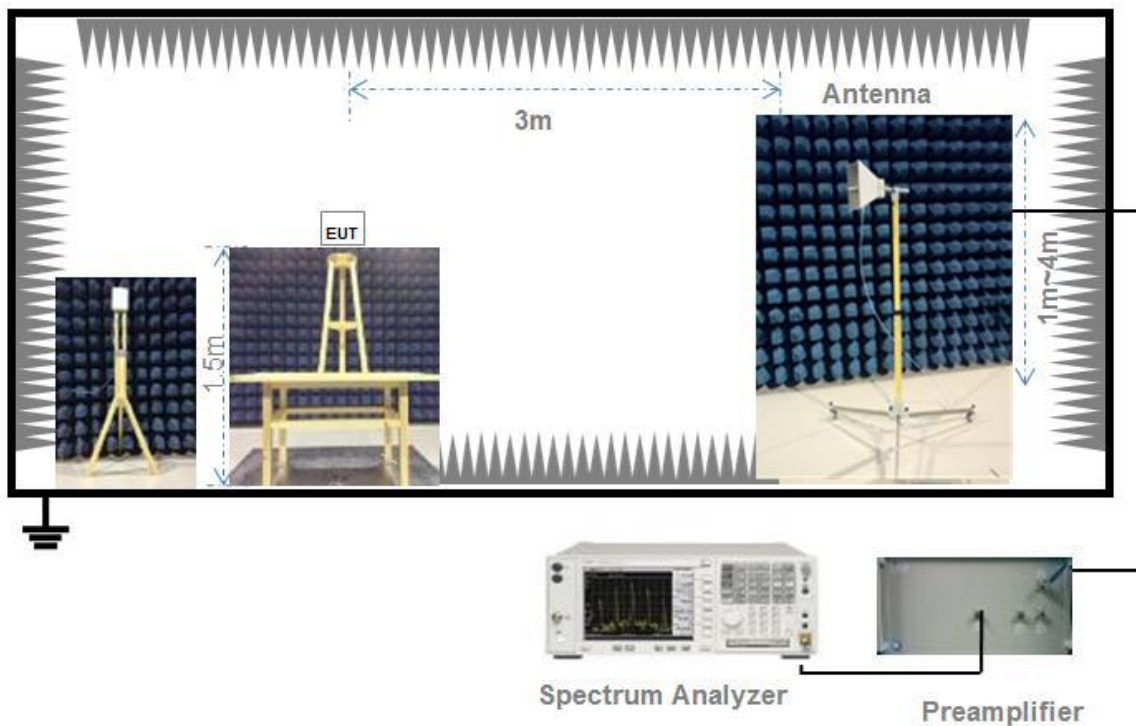 Antenna
3m
EUT
1.5m
1m~4m
Spectrum Analyzer
Preamplifier